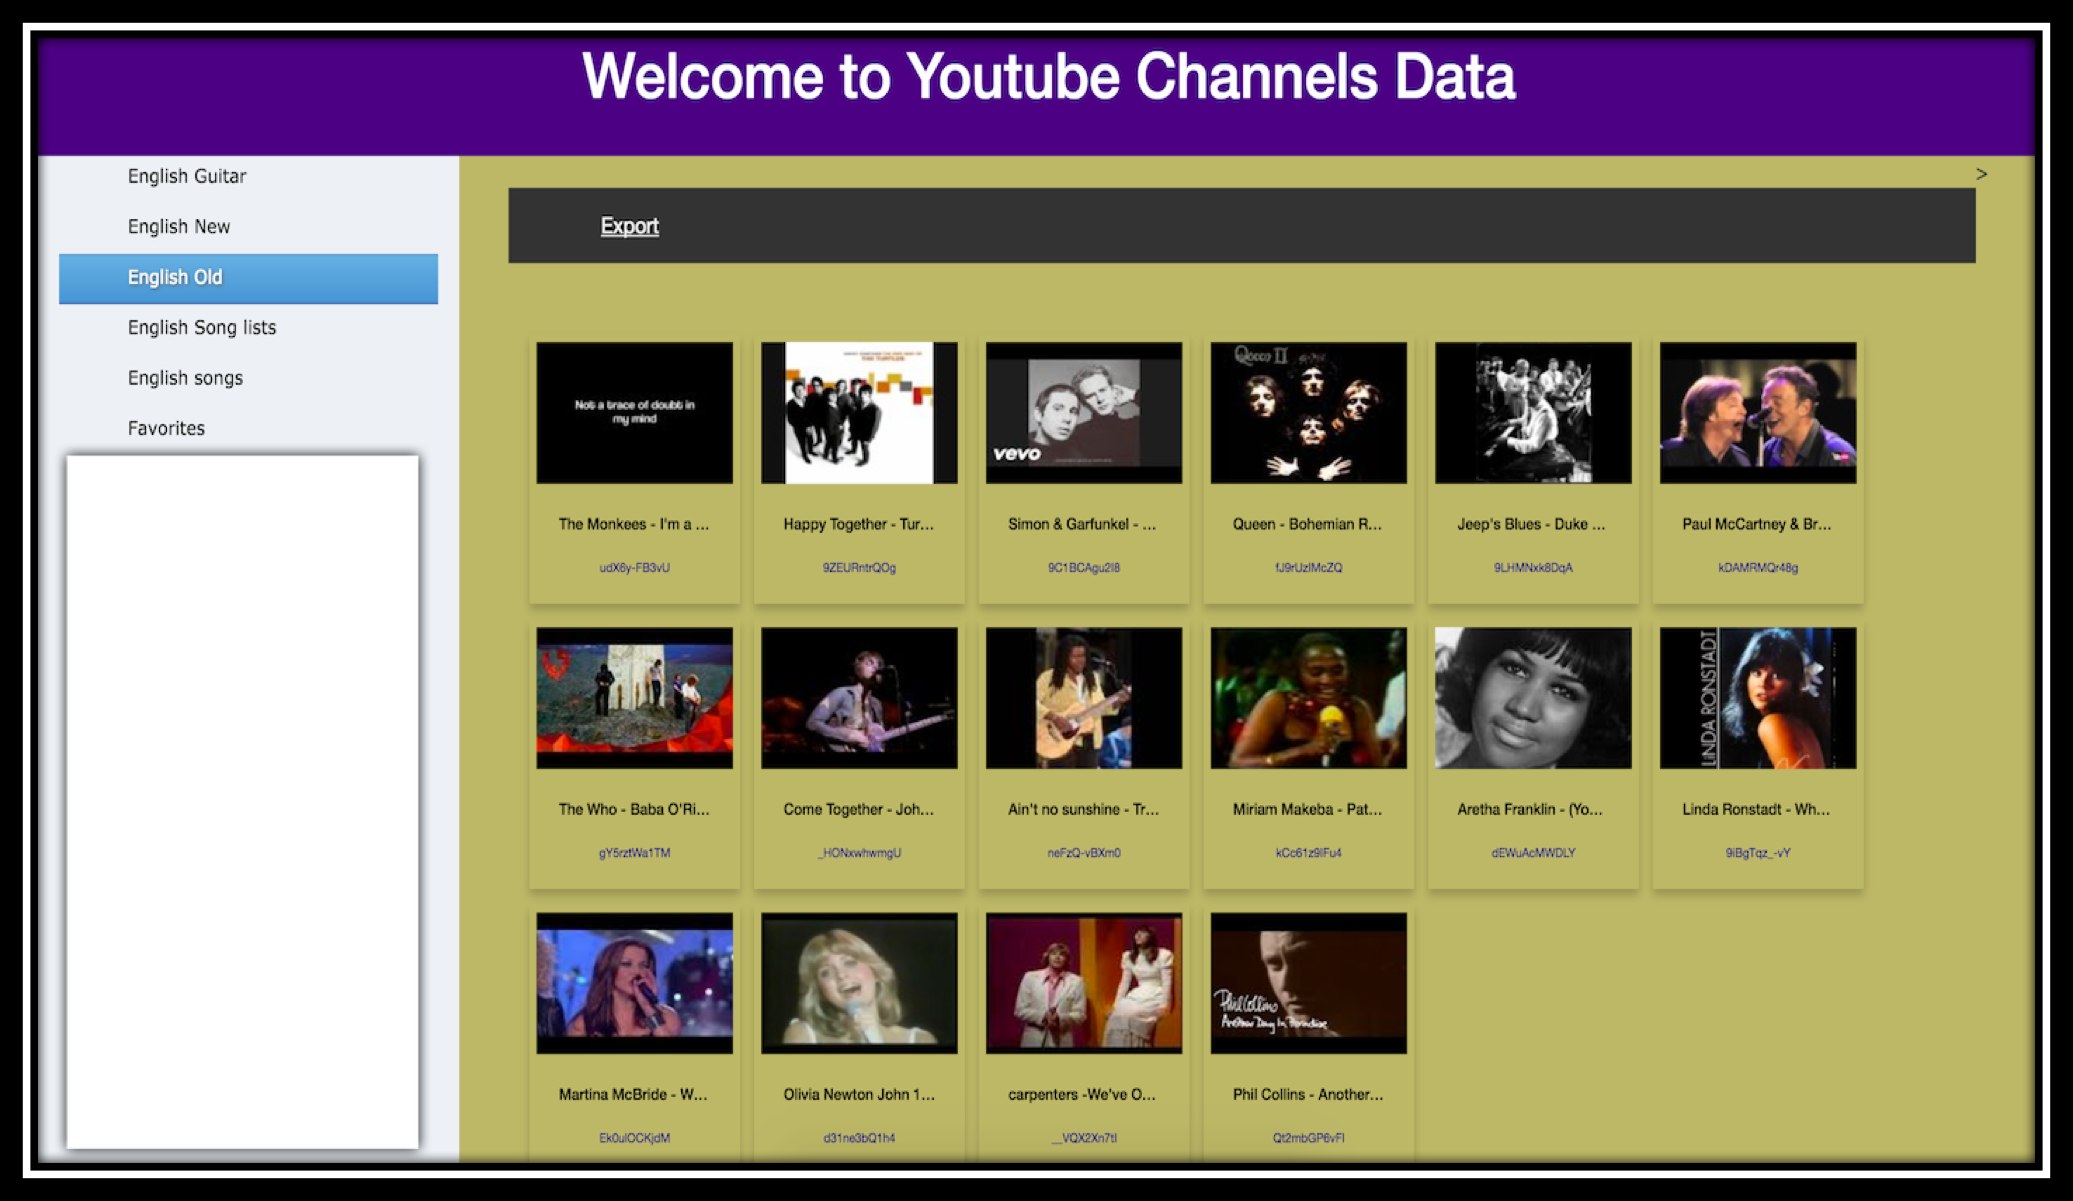 Welcome to Youtube Channels Data
English Guitar
English New
English Old
English Song lists
English songs
Favorites
>
Export
Not a trace of doubt in
my mind
THE TURTLES
vevo
Queen II
The Monkees - I'm a ...
Happy Together - Tur...
Simon & Garfunkel - ...
Queen - Bohemian R...
Jeep's Blues - Duke ...
Paul McCartney & Br...
udX6y-FB3vU
9ZEURntrQOg
9C1BCAgu2I8
fJ9rUzIMcZQ
9LHMNxk8DqA
kDAMRMQr48g
LINDA RONSTADT
The Who - Baba O'Ri...
Come Together - Joh...
Ain't no sunshine - Tr...
Miriam Makeba - Pat...
Aretha Franklin - (Yo...
Linda Ronstadt - Wh...
gY5rztWa1TM
_HONxwhwmgU
neFzQ-vBXm0
kCc61z9IFu4
dEWuAcMWDLY
9iBgTqz_-vY
Phil Collins
Another Day In Paradise
Martina McBride - W...
Olivia Newton John 1...
carpenters -We've O...
Phil Collins - Another...
Ek0uIOCKjdM
d31ne3bQ1h4
__VQX2Xn7tI
Qt2mbGP6vFI